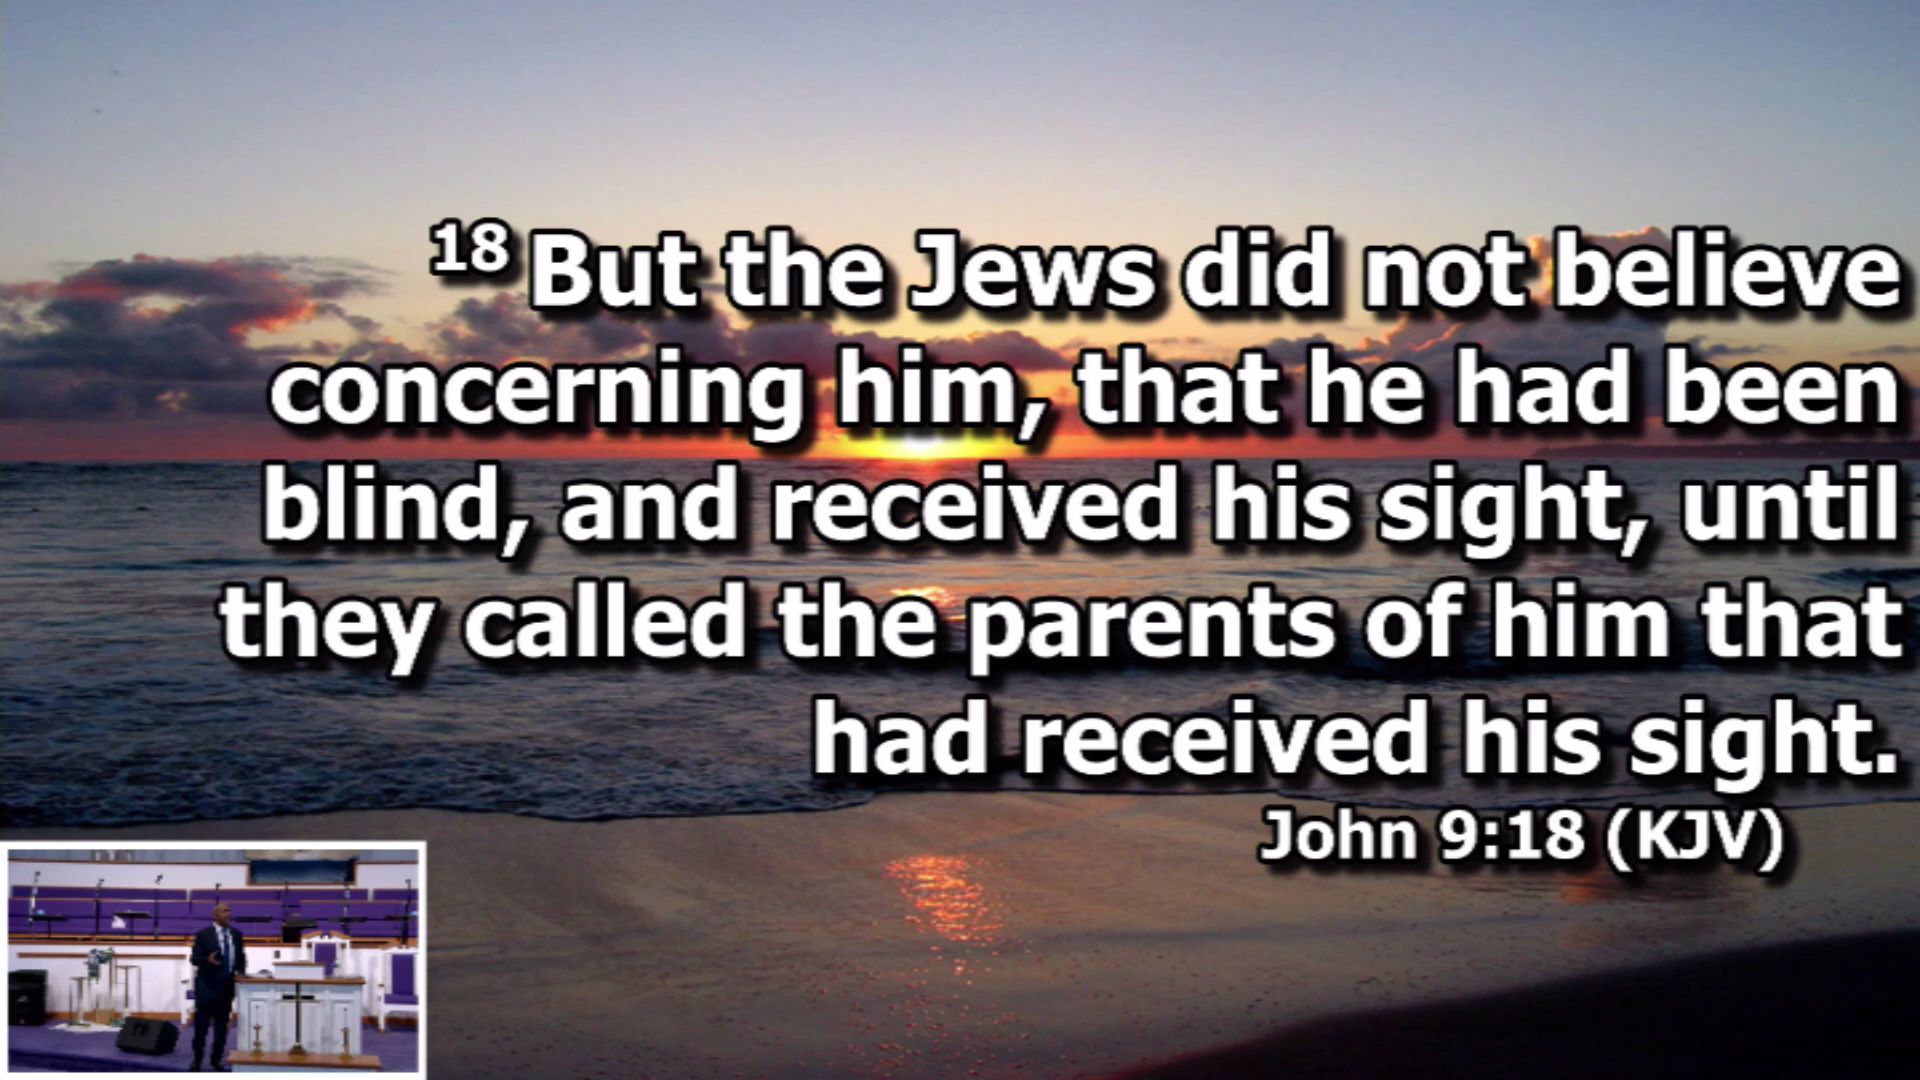 18 But the Jews did not believe
concerning him, that he had been
blind, and received his sight, until
they called the parents of him that
had received his sight.
John 9:18 (KJV)